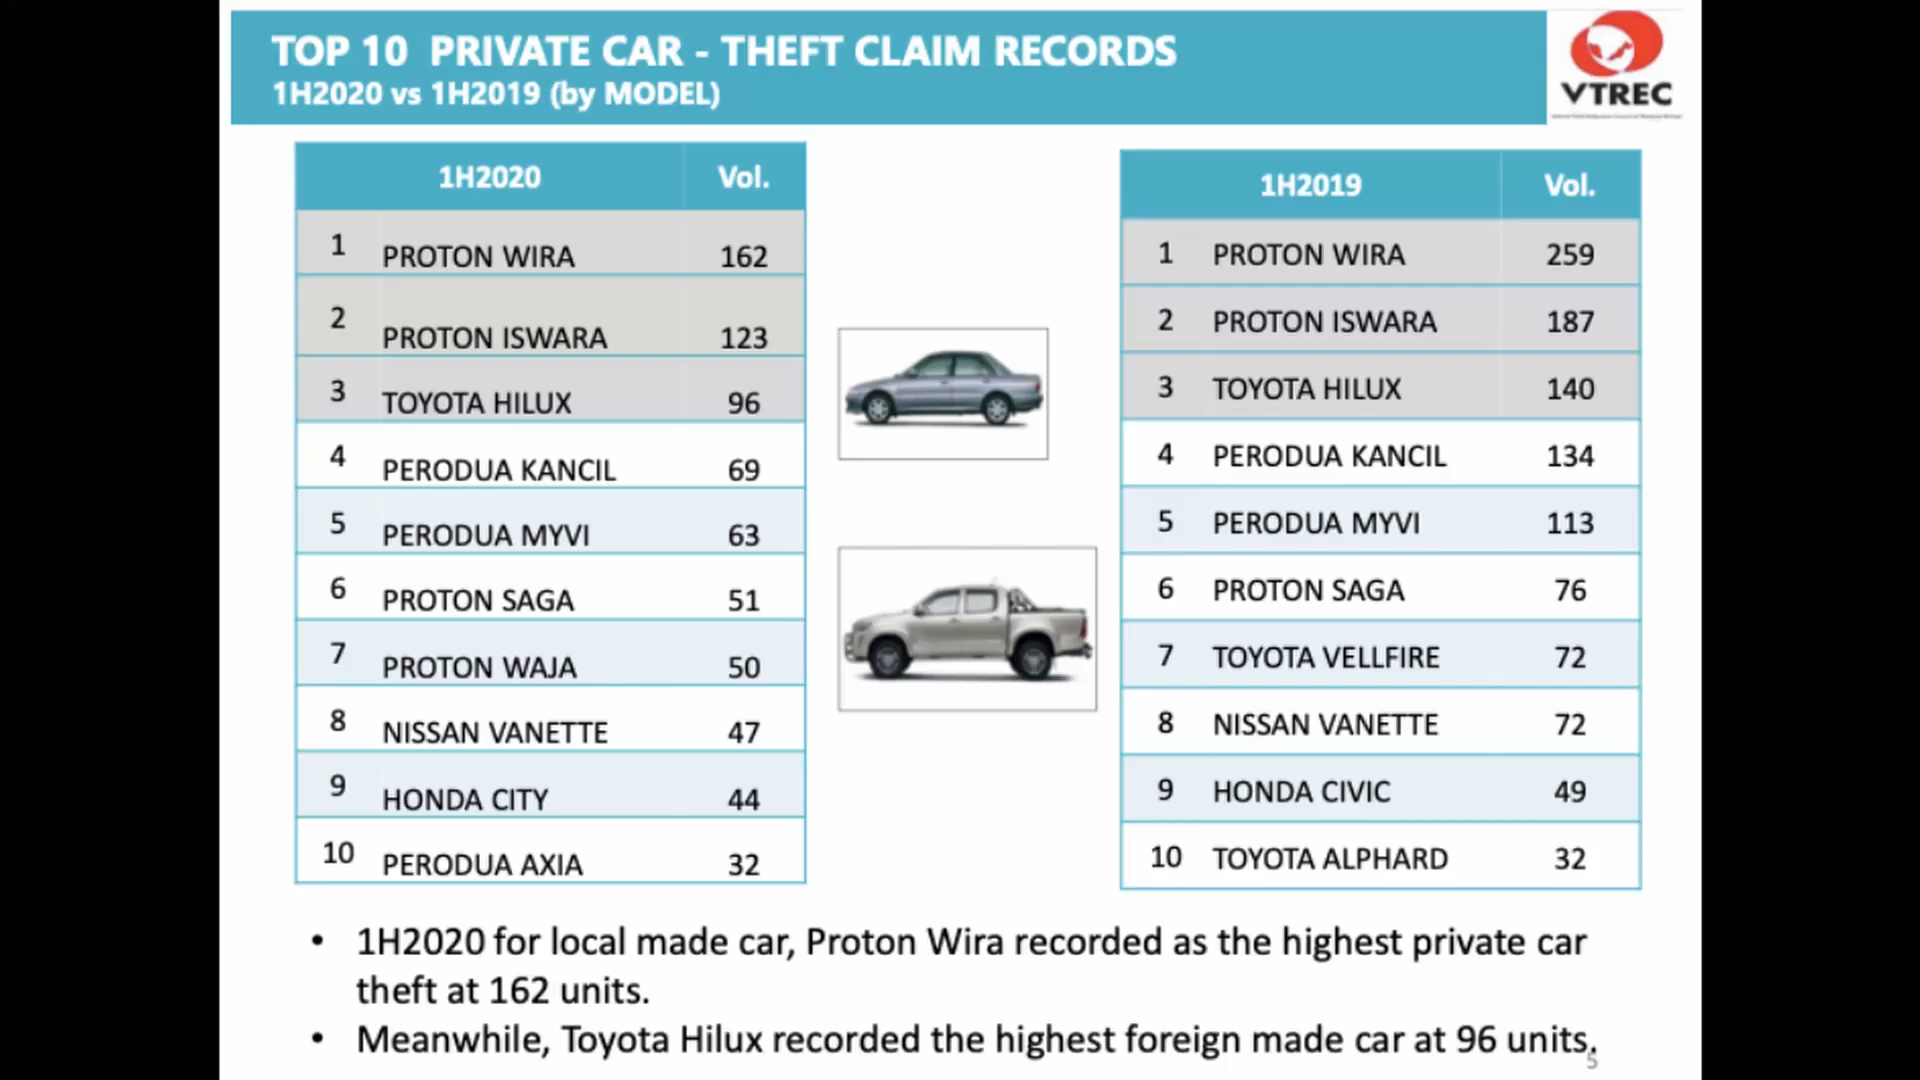 TOP 10 PRIVATE CAR - THEFT CLAIM RECORDS
1H2020 vs 1H2019 (by MODEL)
VTREC
1H2020 Vol.
1 PROTON WIRA 162
2 PROTON ISWARA 123
3 TOYOTA HILUX 96
4 PERODUA KANCIL 69
5 PERODUA MYVI 63
6 PROTON SAGA 51
7 PROTON WAJA 50
8 NISSAN VANETTE 47
9 HONDA CITY 44
10 PERODUA AXIA 32
1H2019 Vol.
1 PROTON WIRA 259
2 PROTON ISWARA 187
3 TOYOTA HILUX 140
4 PERODUA KANCIL 134
5 PERODUA MYVI 113
6 PROTON SAGA 76
7 TOYOTA VELLFIRE 72
8 NISSAN VANETTE 72
9 HONDA CIVIC 49
10 TOYOTA ALPHARD 32
• 1H2020 for local made car, Proton Wira recorded as the highest private car
theft at 162 units.
• Meanwhile, Toyota Hilux recorded the highest foreign made car at 96 units.
5